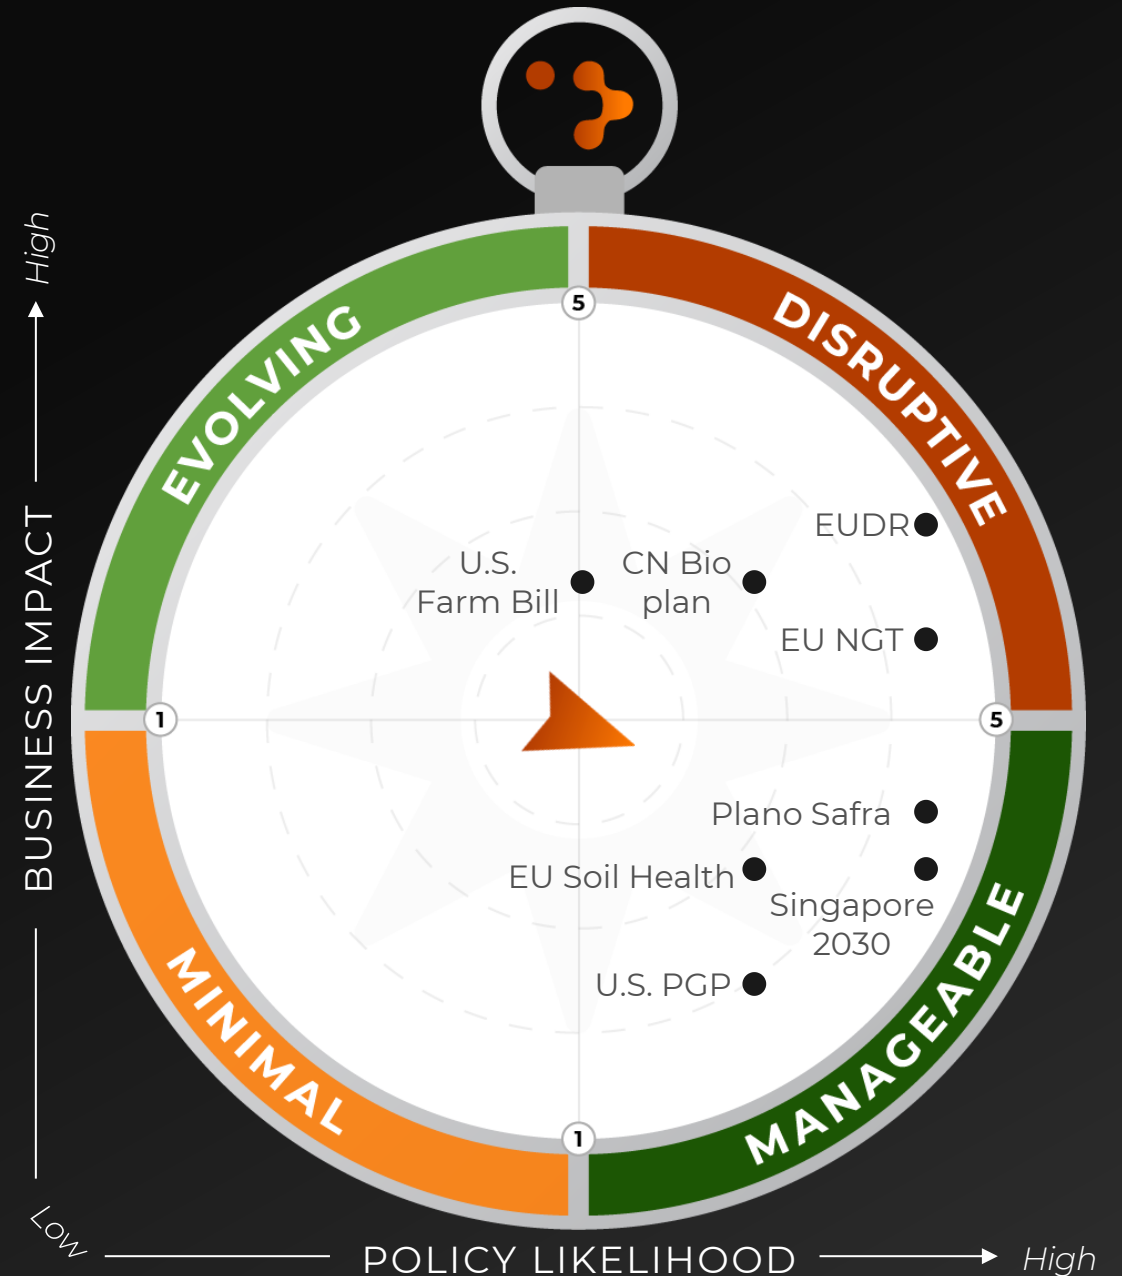 High
BUSINESS IMPACT
Low
POLICY LIKELIHOOD
High
EVOLVING
DISRUPTIVE
MINIMAL
MANAGEABLE
5
1
5
1
EUDR
U.S.
Farm Bill
CN Bio
plan
EU NGT
Plano Safra
EU Soil Health
Singapore
2030
U.S. PGP